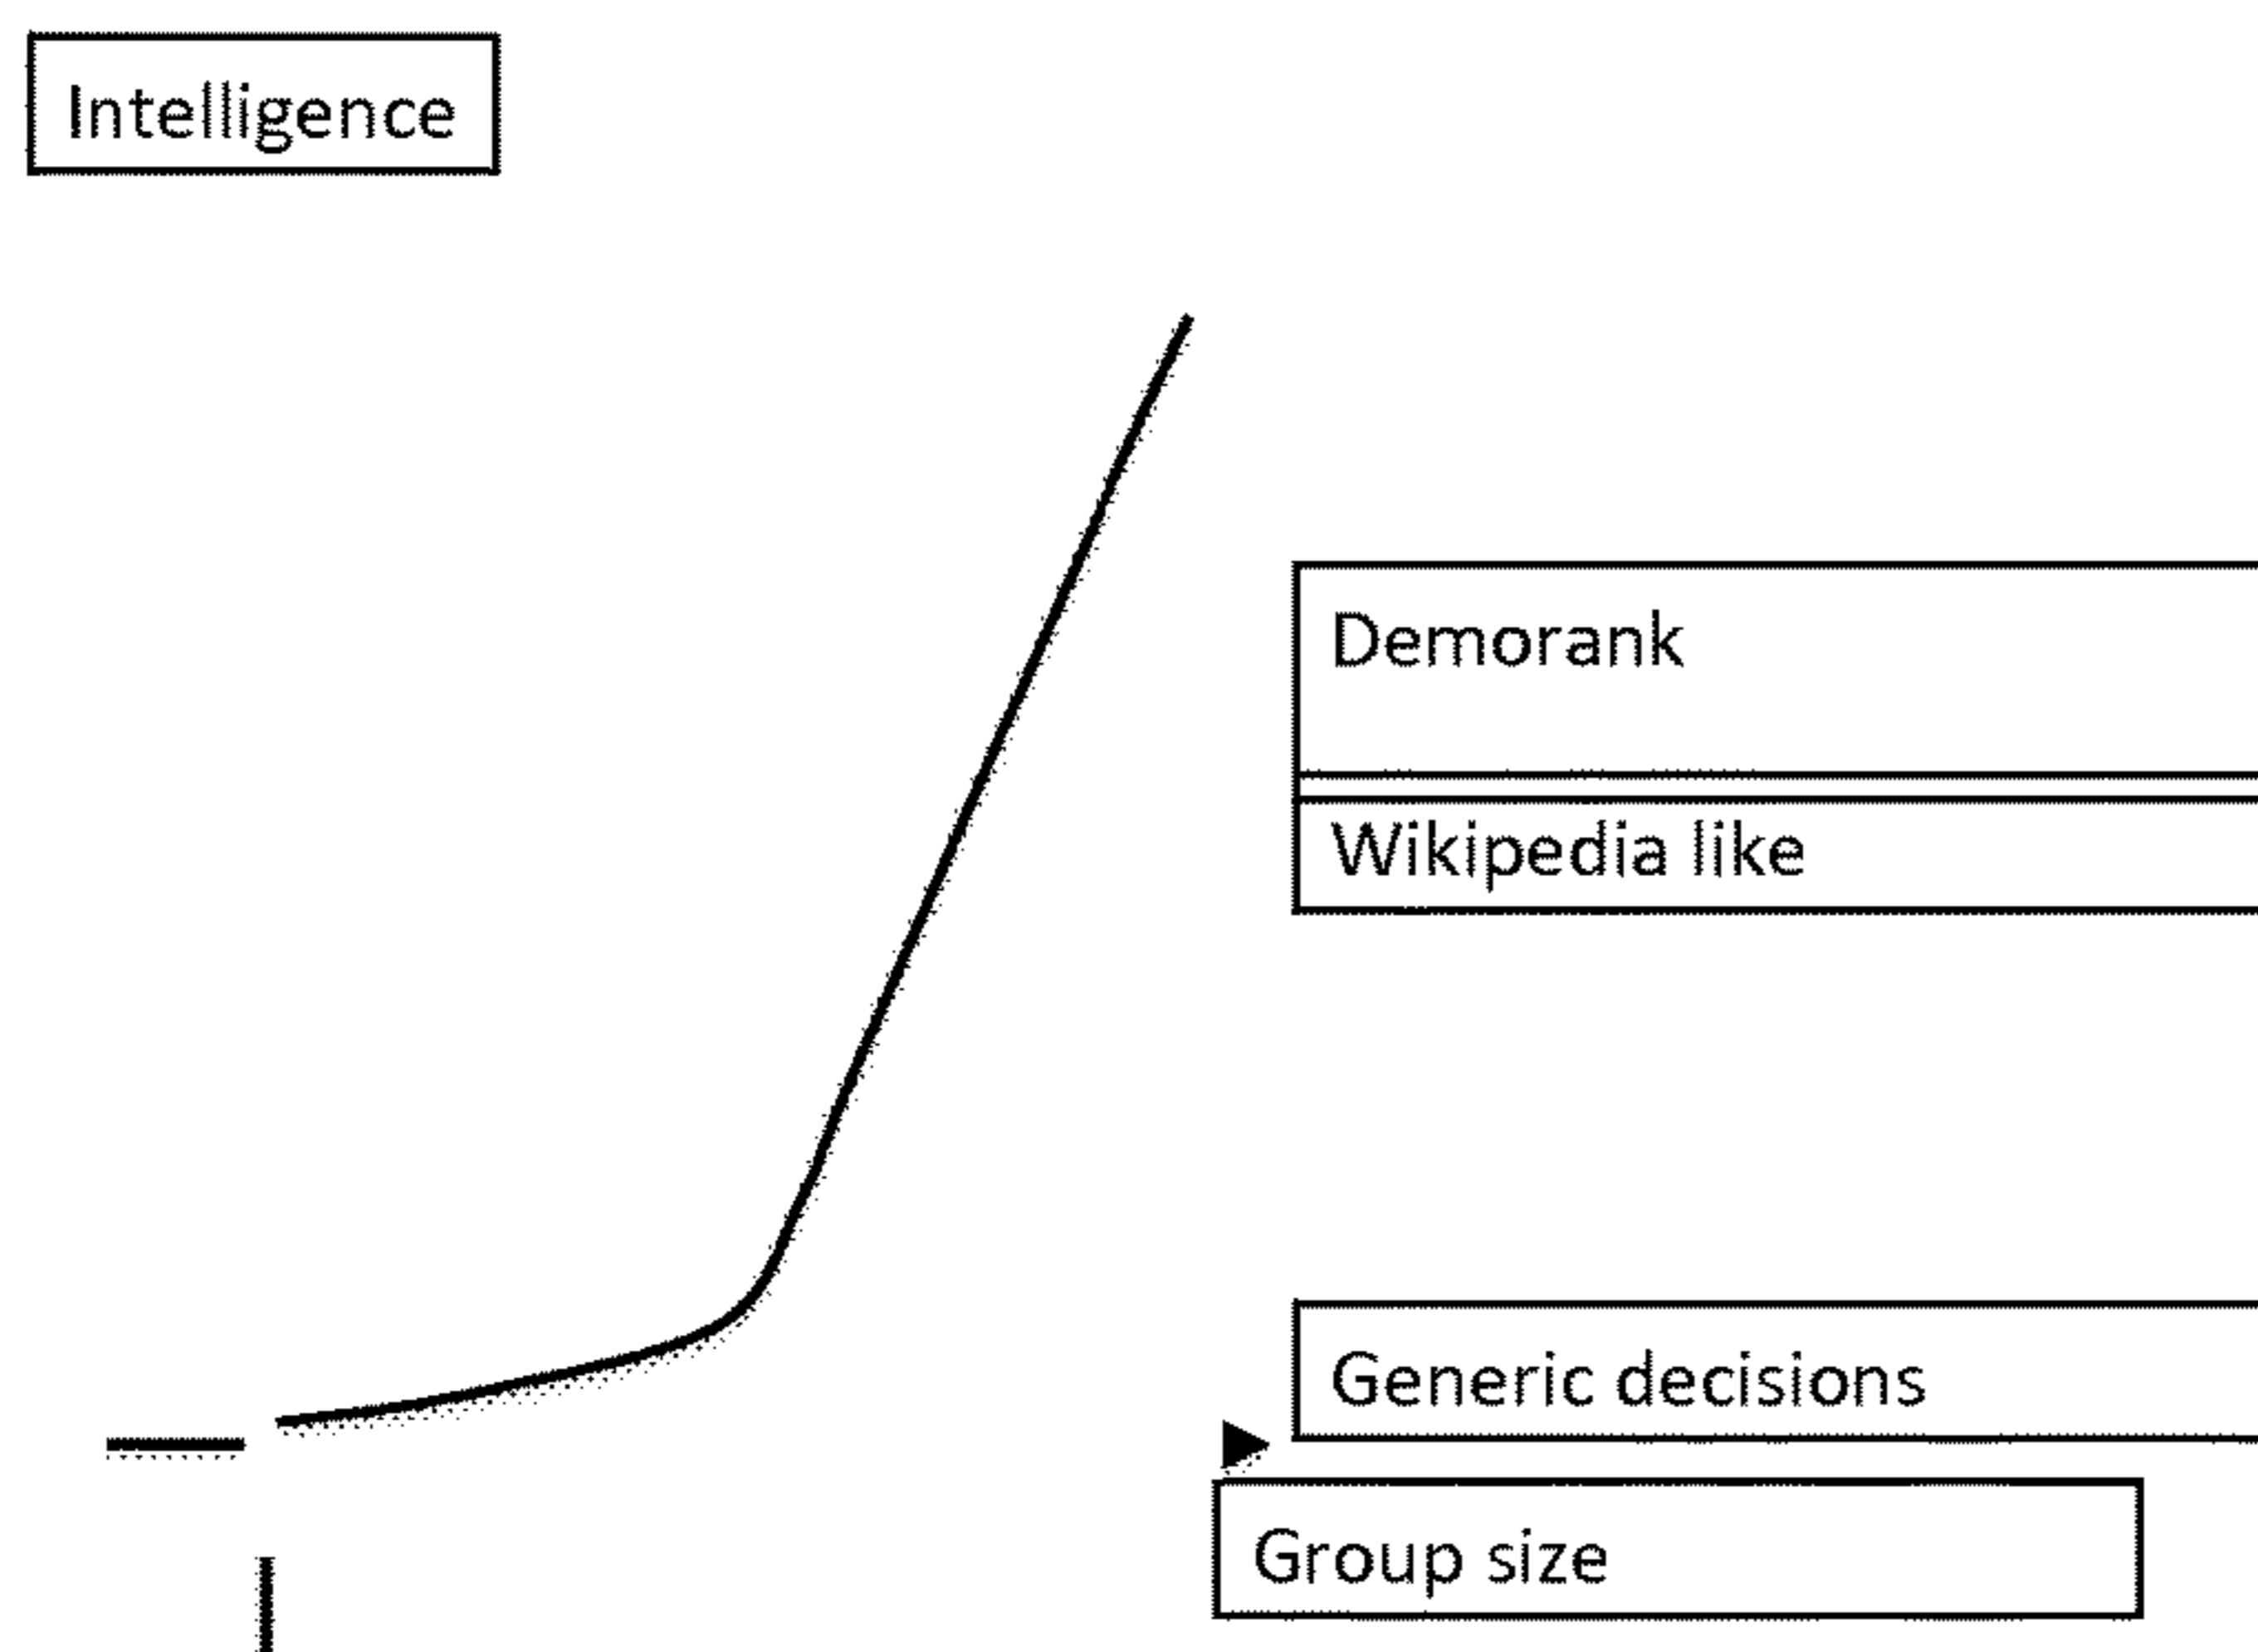 Intelligence
Demorank
Wikipedia like
Generic decisions
Group size